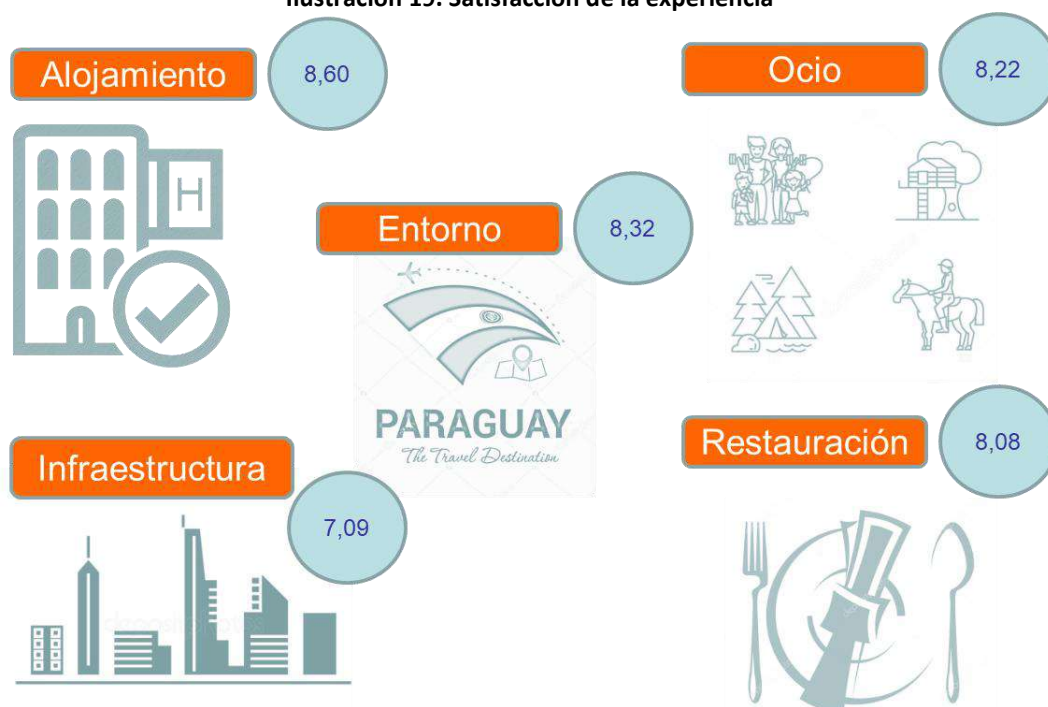 Ilustración 19. Satisfacción de la experiencia
Alojamiento
8,60
Ocio
8,22
H
Entorno
8,32
PARAGUAY
The Travel Destination
Infraestructura
7,09
Restauración
8,08